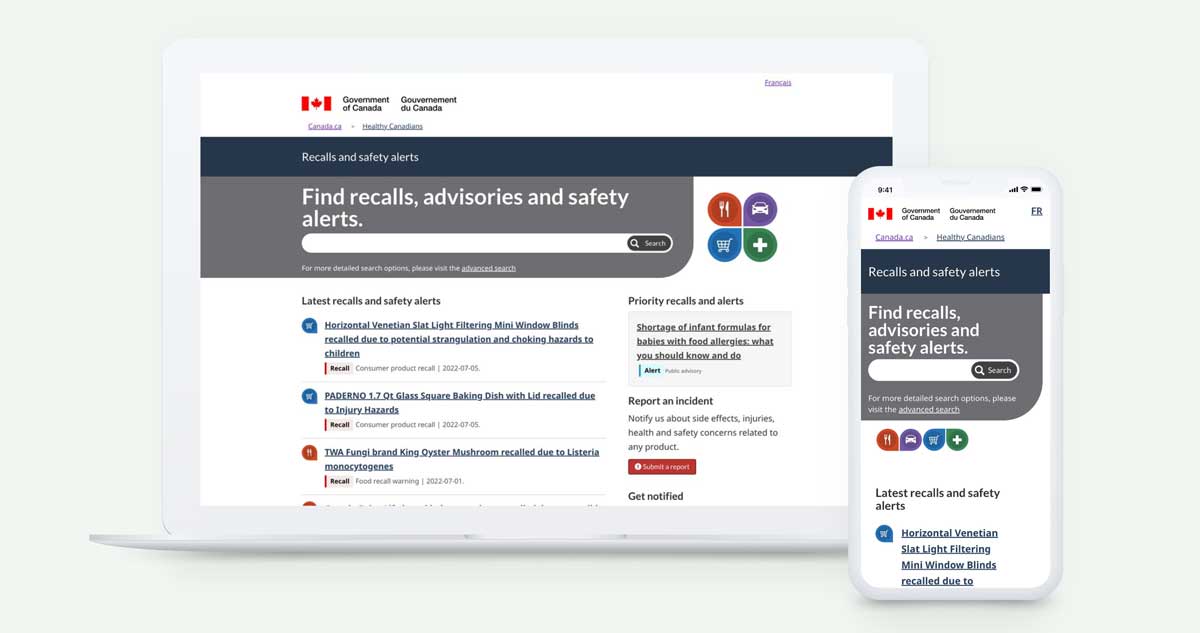 Français
Government of Canada
Gouvernement du Canada
Canada.ca > Healthy Canadians
Recalls and safety alerts
Find recalls, advisories and safety
alerts.
Search
For more detailed search options, please visit the advanced search
Latest recalls and safety alerts
Horizontal Venetian Slat Light Filtering Mini Window Blinds
recalled due to potential strangulation and choking hazards to
children
Recall Consumer product recall | 2022-07-05.
PADERNO 1.7 Qt Glass Square Baking Dish with Lid recalled due
to Injury Hazards
Recall Consumer product recall | 2022-07-05.
TWA Fungi brand King Oyster Mushroom recalled due to Listeria
monocytogenes
Recall Food recall warning | 2022-07-01.
Priority recalls and alerts
Shortage of infant formulas for
babies with food allergies: what
you should know and do
Alert Public advisory
Report an incident
Notify us about side effects, injuries,
health and safety concerns related to
any product.
Submit a report
Get notified
9:41
Government of Canada
Gouvernement du Canada
FR
Canada.ca > Healthy Canadians
Recalls and safety alerts
Find recalls,
advisories and
safety alerts.
Search
For more detailed search options, please
visit the advanced search
Latest recalls and safety
alerts
Horizontal Venetian
Slat Light Filtering
Mini Window Blinds
recalled due to